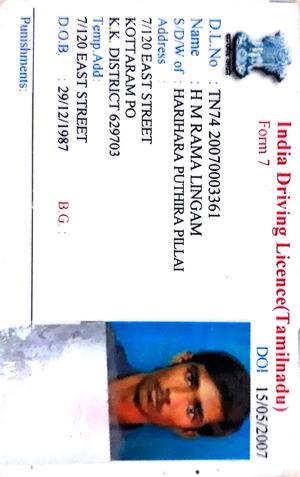 India Driving Licence(Tamilnadu)
Form 7
DOI 15/05/2007
D.L.No : TN74 20070003361
Name : H M RAMA LINGAM
S/D/W of : HARIHARA PUTHIRA PILLAI
Address :
7/120 EAST STREET
KOTTARAM PO
K.K. DISTRICT 629703
Temp.Add:
7/120 EAST STREET
D.O.B. : 29/12/1987 B.G. :
Punishments: